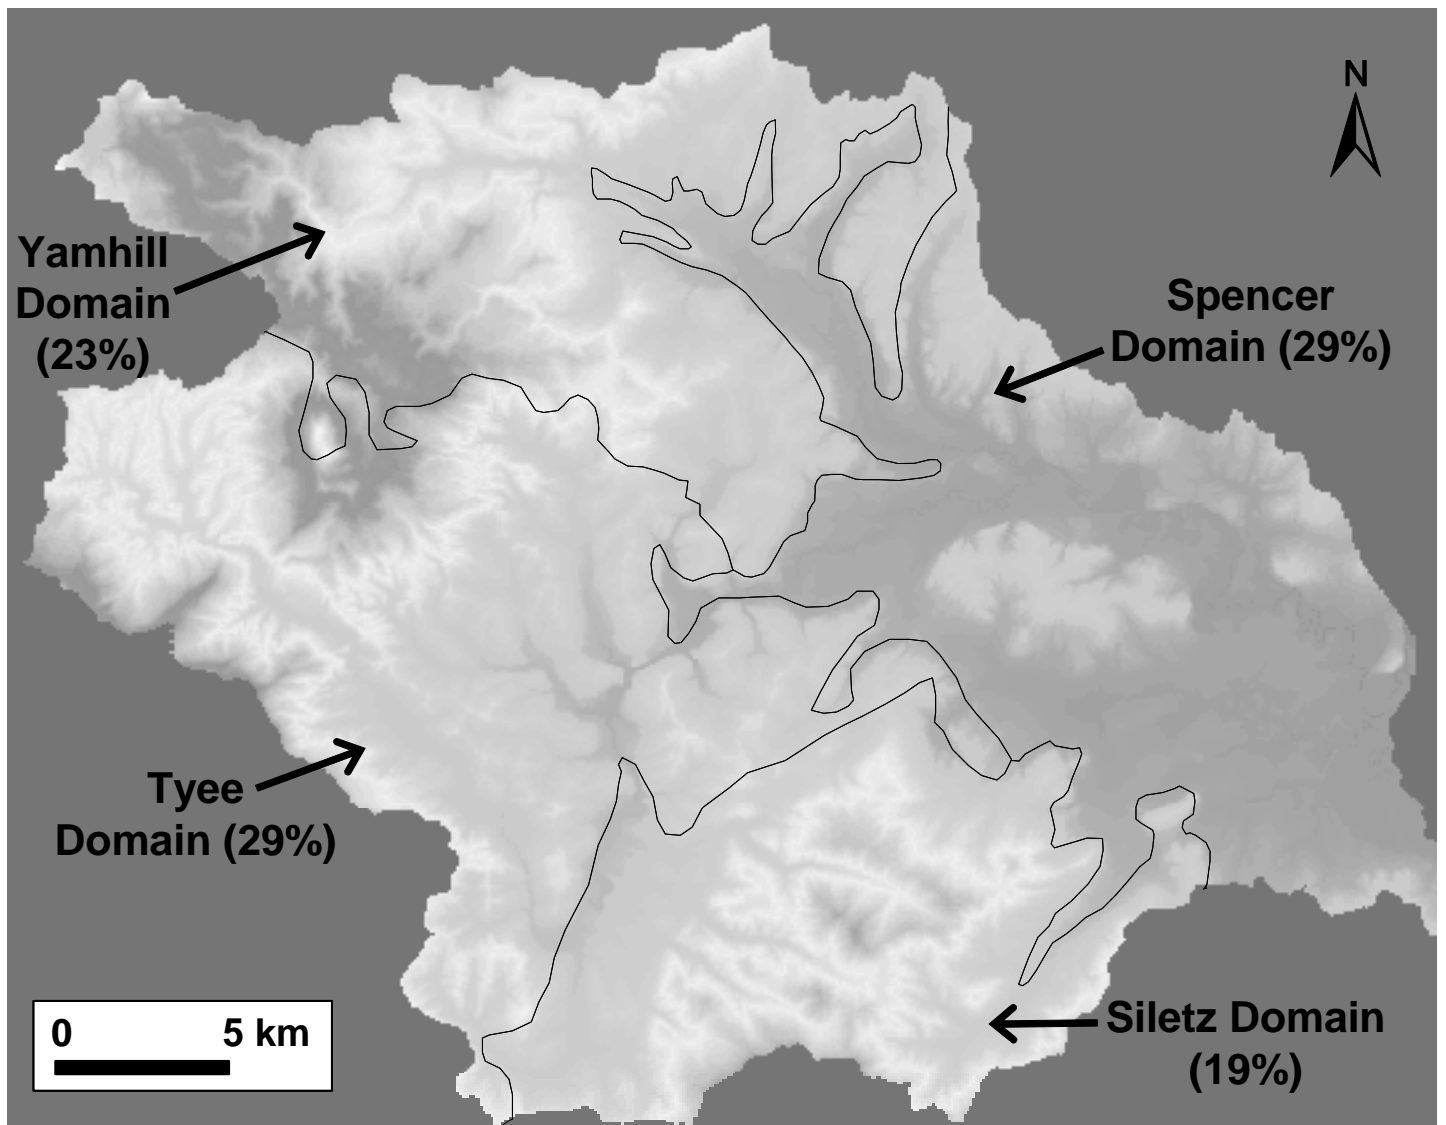 N
Yamhill
Domain
(23%)
Spencer
Domain (29%)
Tyee
Domain (29%)
0 5 km
Siletz Domain
(19%)